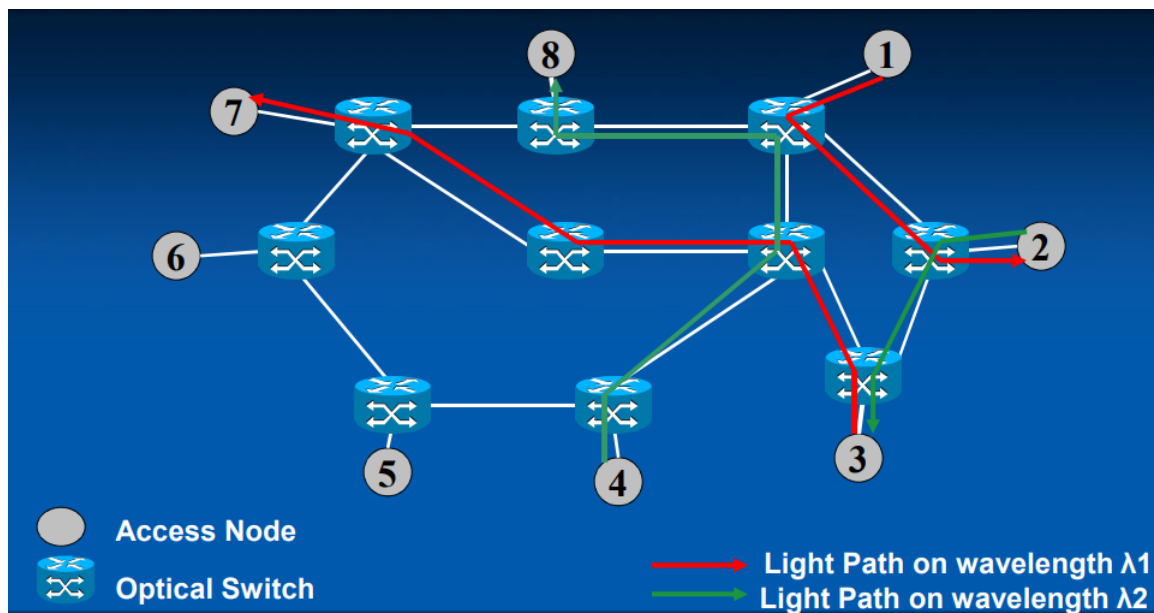 8
1
7
6
2
5
4
3
Access Node
Optical Switch
Light Path on wavelength λ1
Light Path on wavelength λ2